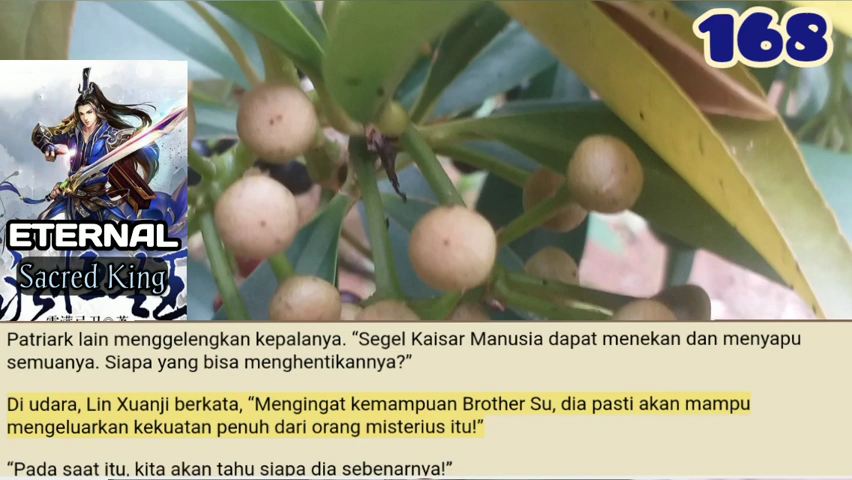 168
ETERNAL
Sacred King
Patriark lain menggelengkan kepalanya. “Segel Kaisar Manusia dapat menekan dan menyapu
semuanya. Siapa yang bisa menghentikannya?”
Di udara, Lin Xuanji berkata, “Mengingat kemampuan Brother Su, dia pasti akan mampu
mengeluarkan kekuatan penuh dari orang misterius itu!”
“Pada saat itu, kita akan tahu siapa dia sebenarnya!”